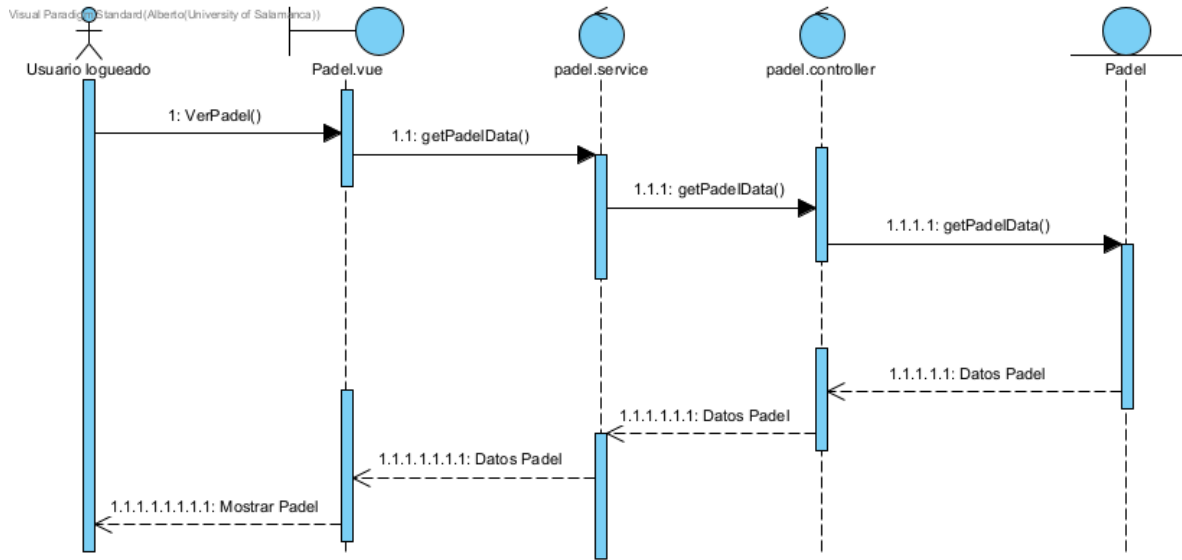 Visual Paradigm Standard(Alberto(University of Salamanca))
Usuario logueado
Padel.vue
padel.service
padel.controller
Padel
1: VerPadel()
1.1: getPadelData()
1.1.1: getPadelData()
1.1.1.1: getPadelData()
1.1.1.1.1: Datos Padel
1.1.1.1.1.1: Datos Padel
1.1.1.1.1.1.1: Datos Padel
1.1.1.1.1.1.1.1: Mostrar Padel